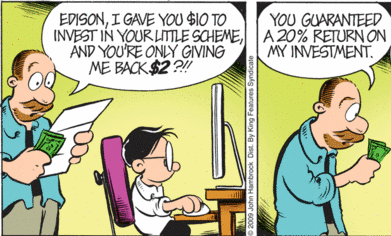 EDISON, I GAVE YOU $10 TO
INVEST IN YOUR LITTLE SCHEME,
AND YOU'RE ONLY GIVING
ME BACK $2?!!
© 2009 John Hambrock Dist. By King Features Syndicate
YOU GUARANTEED
A 20% RETURN ON
MY INVESTMENT.